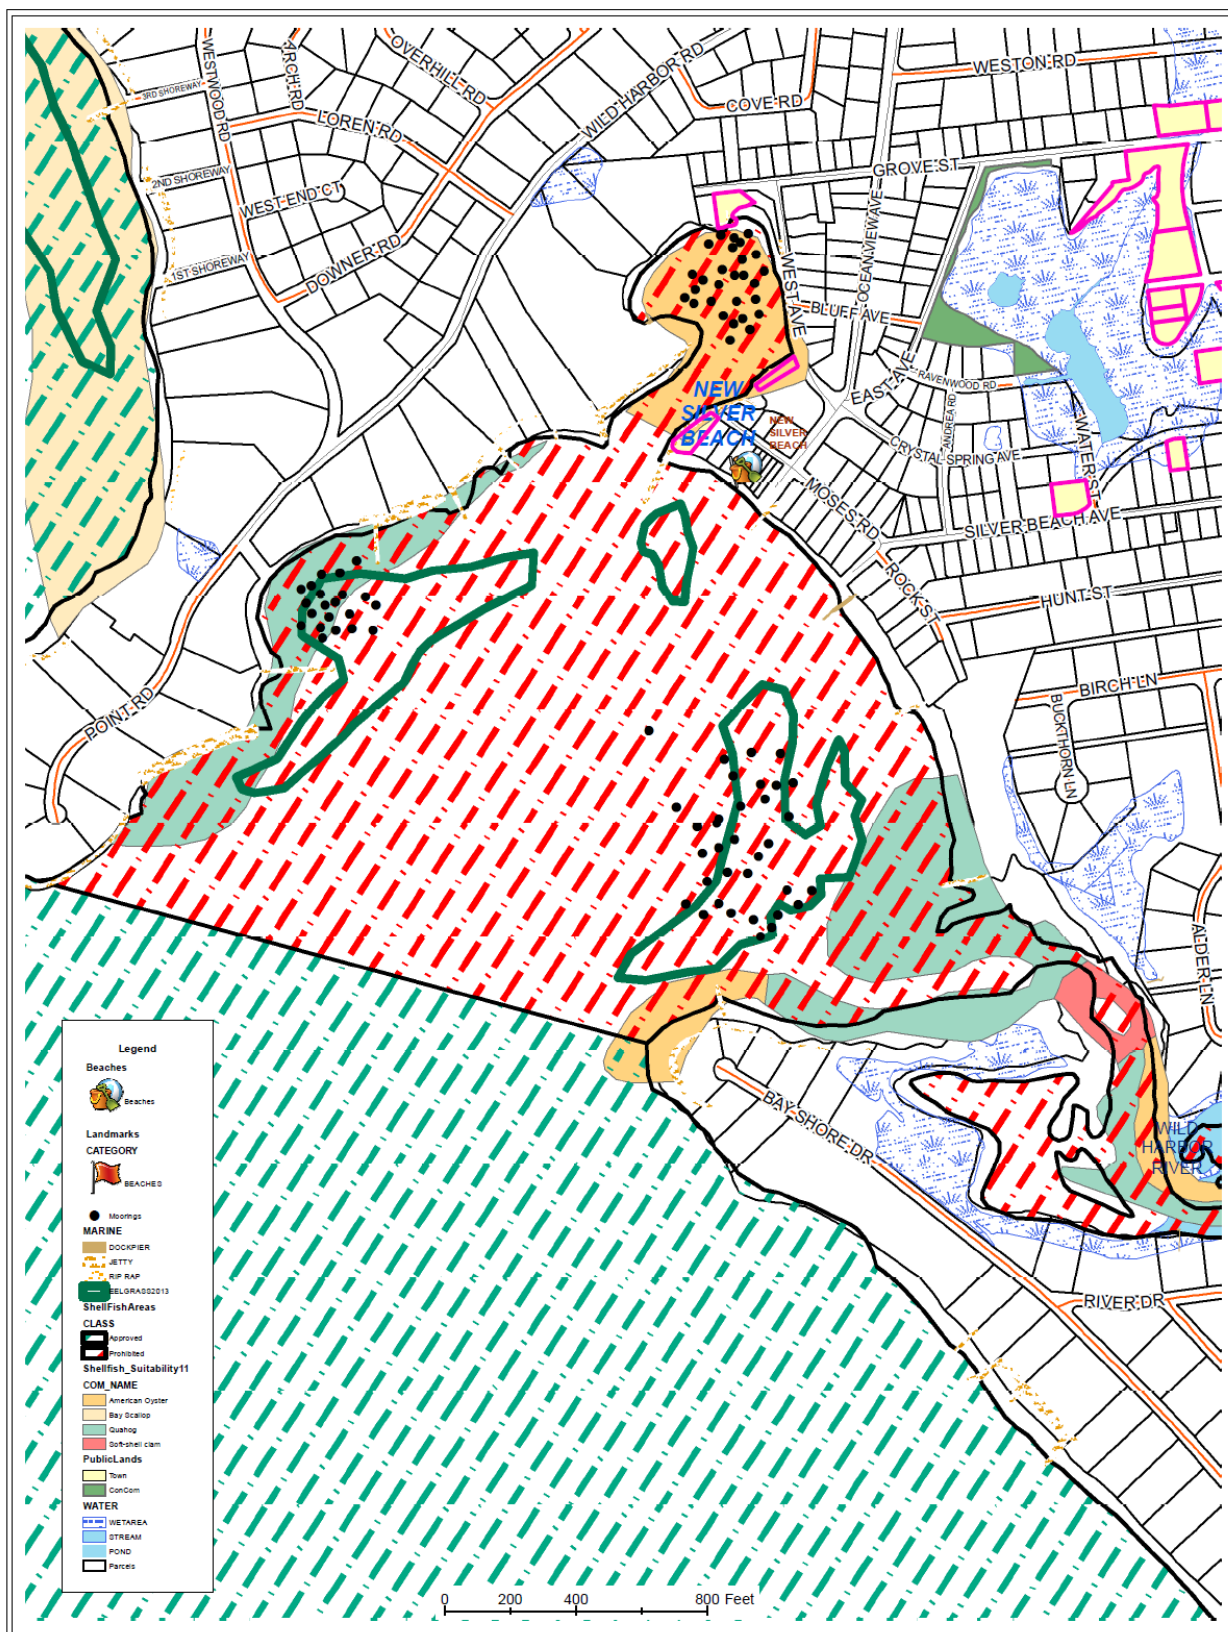 WESTON RD
COVE RD
OVERHILL RD
ARCH RD
WESTWOOD RD
3RD SHOREWAY
LOREN RD
WILD HARBOR RD
GROVE ST
2ND SHOREWAY
WEST END CT
DOWNER RD
1ST SHOREWAY
WEST AVE
OCEAN VIEW AVE
BLUFF AVE
EAST AVE
RAVENWOOD RD
ANDREA RD
NEW
SILVER
BEACH
NEW
SILVER
BEACH
CRYSTAL SPRING AVE
WATER ST
MOSES RD
SILVER BEACH AVE
ROCK ST
HUNT ST
BIRCH LN
BUCKTHORN LN
POINT RD
ALDER LN
BAY SHORE DR
WILD
HARBOR
RIVER
RIVER DR
Legend
Beaches
Beaches
Landmarks
CATEGORY
BEACHES
Moorings
MARINE
DOCKPIER
JETTY
RIP RAP
EELGRASS2013
ShellFishAreas
CLASS
Approved
Prohibited
Shellfish_Suitability11
COM_NAME
American Oyster
Bay Scallop
Quahog
Soft-shell clam
PublicLands
Town
ConCom
WATER
WETAREA
STREAM
POND
Parcels
0 200 400 800 Feet